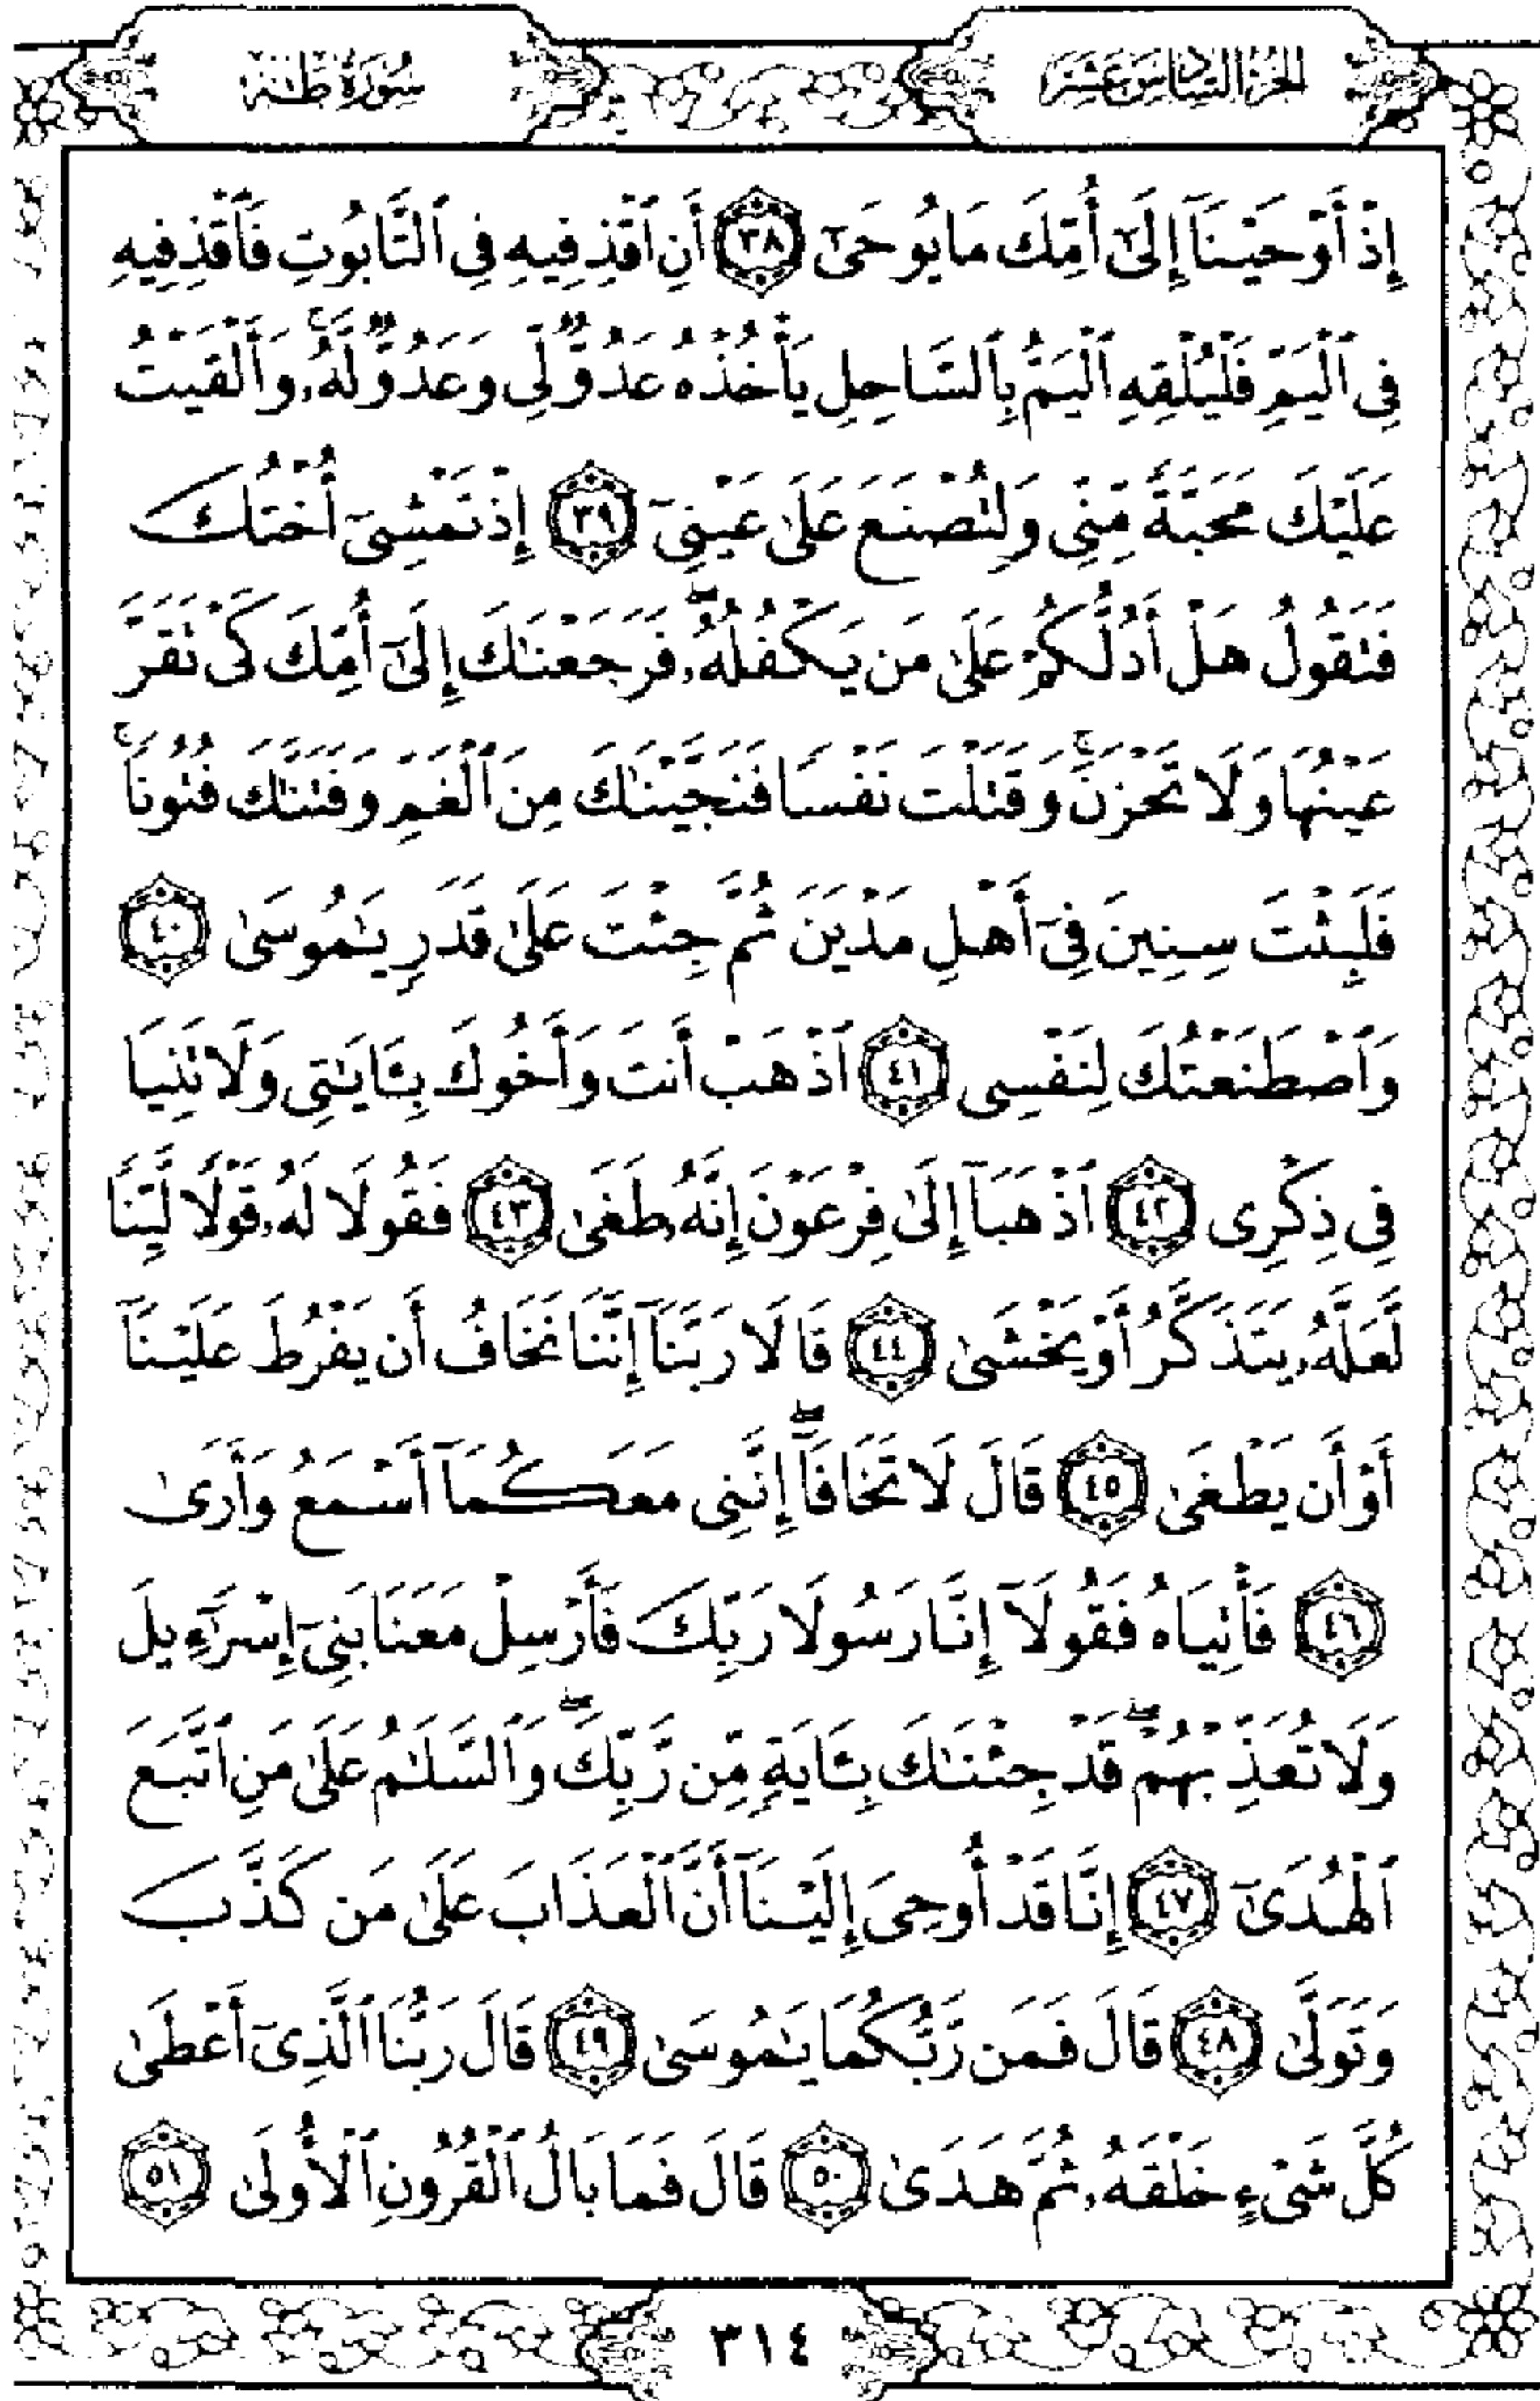 الجزء السادس عشر سورة طه
إِذْ أَوْحَيْنَآ إِلَىٰٓ أُمِّكَ مَا يُوحَىٰٓ ٣٨ أَنِ ٱقْذِفِيهِ فِى ٱلتَّابُوتِ فَٱقْذِفِيهِ
فِى ٱلْيَمِّ فَلْيُلْقِهِ ٱلْيَمُّ بِٱلسَّاحِلِ يَأْخُذْهُ عَدُوٌّ لِّى وَعَدُوٌّ لَّهُۥ ۚ وَأَلْقَيْتُ
عَلَيْكَ مَحَبَّةً مِّنِّى وَلِتُصْنَعَ عَلَىٰ عَيْنِىٓ ٣٩ إِذْ تَمْشِىٓ أُخْتُكَ
فَتَقُولُ هَلْ أَدُلُّكُمْ عَلَىٰ مَن يَكْفُلُهُۥ ۖ فَرَجَعْنَٰكَ إِلَىٰٓ أُمِّكَ كَىْ تَقَرَّ
عَيْنُهَا وَلَا تَحْزَنَ ۚ وَقَتَلْتَ نَفْسًا فَنَجَّيْنَٰكَ مِنَ ٱلْغَمِّ وَفَتَنَّٰكَ فُتُونًا ۚ
فَلَبِثْتَ سِنِينَ فِىٓ أَهْلِ مَدْيَنَ ثُمَّ جِئْتَ عَلَىٰ قَدَرٍ يَٰمُوسَىٰ ٤٠
وَٱصْطَنَعْتُكَ لِنَفْسِى ٤١ ٱذْهَبْ أَنتَ وَأَخُوكَ بِـَٔايَٰتِى وَلَا تَنِيَا
فِى ذِكْرِى ٤٢ ٱذْهَبَآ إِلَىٰ فِرْعَوْنَ إِنَّهُۥ طَغَىٰ ٤٣ فَقُولَا لَهُۥ قَوْلًا لَّيِّنًا
لَّعَلَّهُۥ يَتَذَكَّرُ أَوْ يَخْشَىٰ ٤٤ قَالَا رَبَّنَآ إِنَّنَا نَخَافُ أَن يَفْرُطَ عَلَيْنَآ
أَوْ أَن يَطْغَىٰ ٤٥ قَالَ لَا تَخَافَآ ۖ إِنَّنِى مَعَكُمَآ أَسْمَعُ وَأَرَىٰ
٤٦ فَأْتِيَاهُ فَقُولَآ إِنَّا رَسُولَا رَبِّكَ فَأَرْسِلْ مَعَنَا بَنِىٓ إِسْرَٰٓءِيلَ
وَلَا تُعَذِّبْهُمْ ۖ قَدْ جِئْنَٰكَ بِـَٔايَةٍ مِّن رَّبِّكَ ۖ وَٱلسَّلَٰمُ عَلَىٰ مَنِ ٱتَّبَعَ
ٱلْهُدَىٰٓ ٤٧ إِنَّا قَدْ أُوحِىَ إِلَيْنَآ أَنَّ ٱلْعَذَابَ عَلَىٰ مَن كَذَّبَ
وَتَوَلَّىٰ ٤٨ قَالَ فَمَن رَّبُّكُمَا يَٰمُوسَىٰ ٤٩ قَالَ رَبُّنَا ٱلَّذِىٓ أَعْطَىٰ
كُلَّ شَىْءٍ خَلْقَهُۥ ثُمَّ هَدَىٰ ٥٠ قَالَ فَمَا بَالُ ٱلْقُرُونِ ٱلْأُولَىٰ ٥١
٣١٤